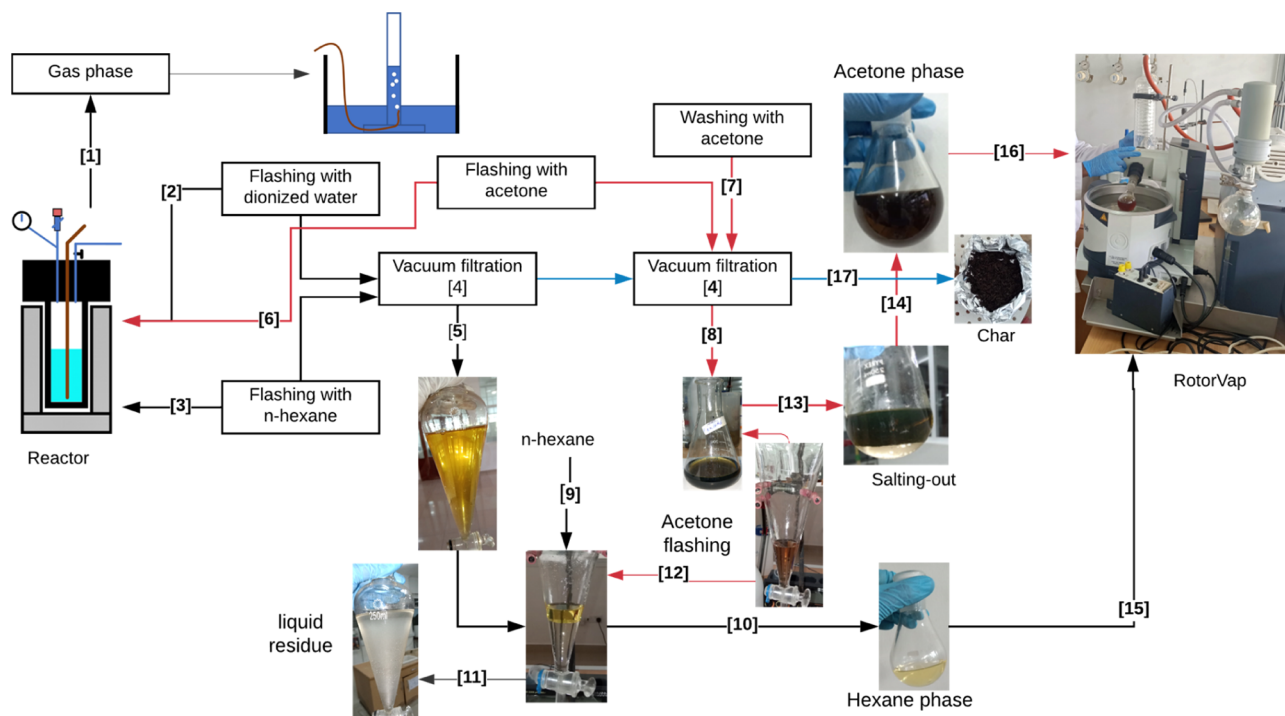 Gas phase
[1]
[2]
Flashing with
dionized water
Flashing with
acetone
Washing with
acetone
[7]
Acetone phase
[16]
Vacuum filtration
[4]
Vacuum filtration
[4]
[17]
[14]
Char
[6]
[5]
[8]
[3]
Flashing with
n-hexane
Reactor
RotorVap
[13]
Salting-out
n-hexane
[9]
Acetone
flashing
[12]
[10]
[15]
liquid
residue
[11]
Hexane phase